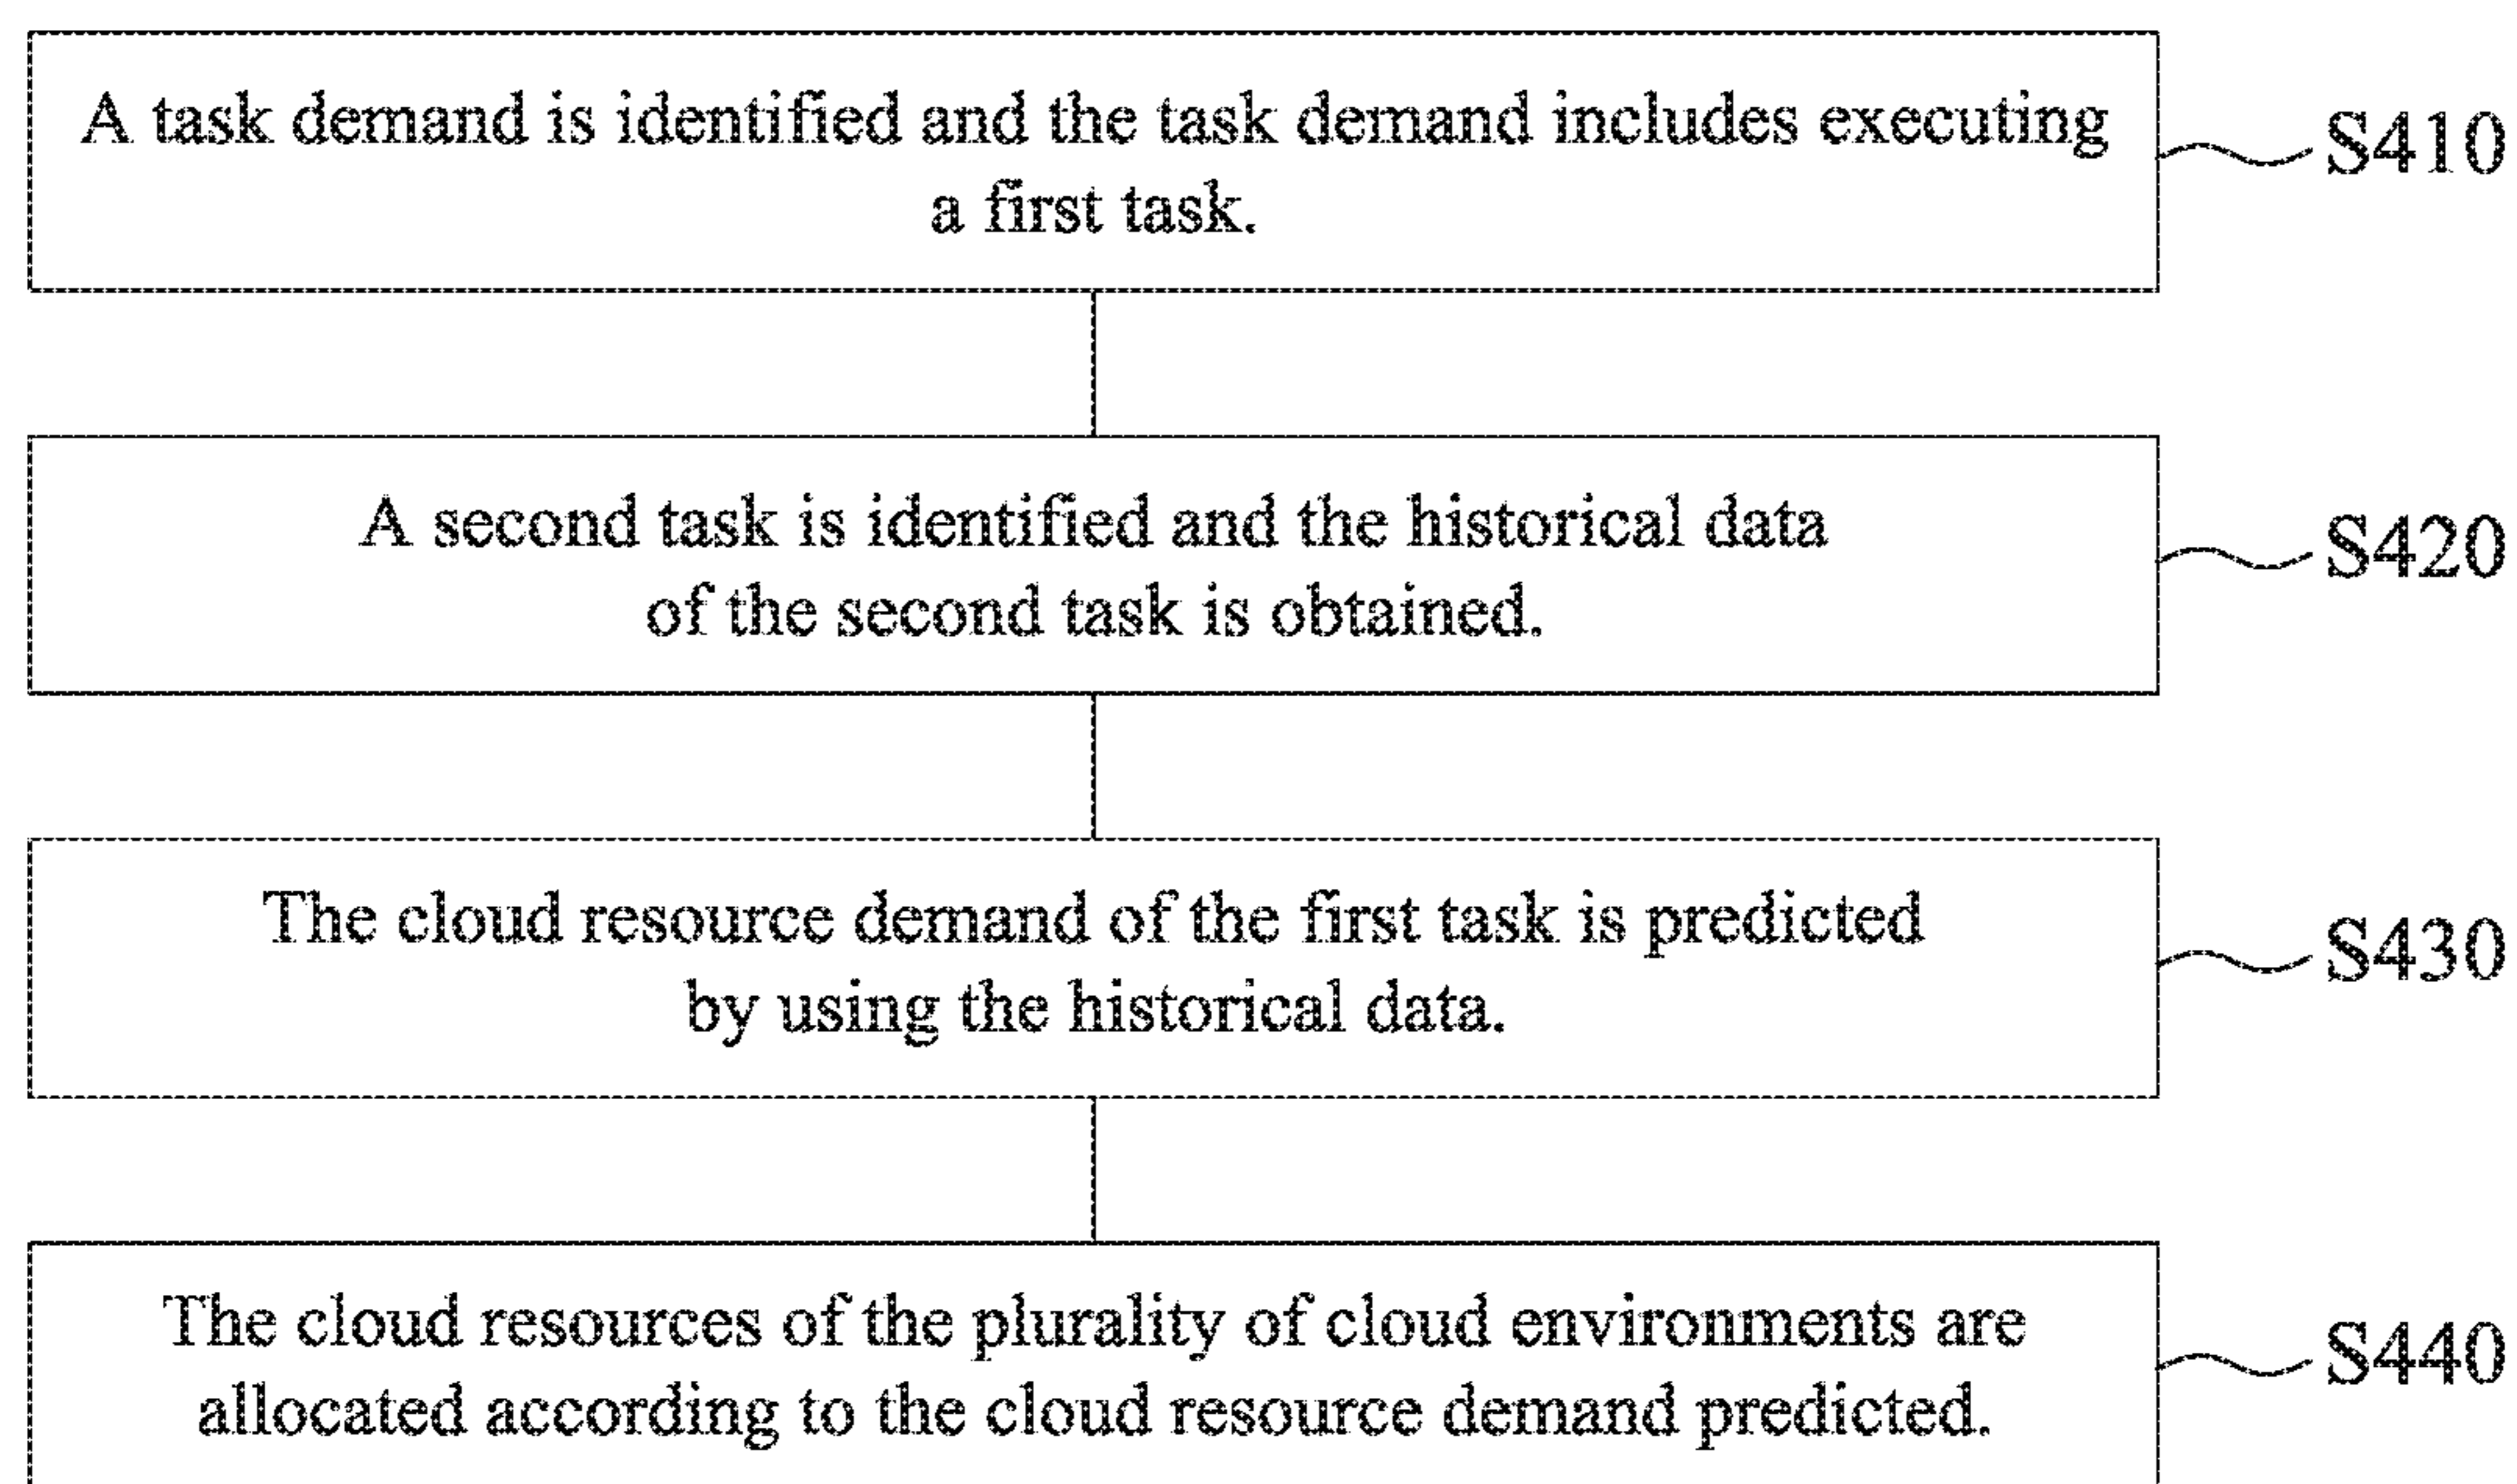 A task demand is identified and the task demand includes executing
a first task.
S410
A second task is identified and the historical data
of the second task is obtained.
S420
The cloud resource demand of the first task is predicted
by using the historical data.
S430
The cloud resources of the plurality of cloud environments are
allocated according to the cloud resource demand predicted.
S440